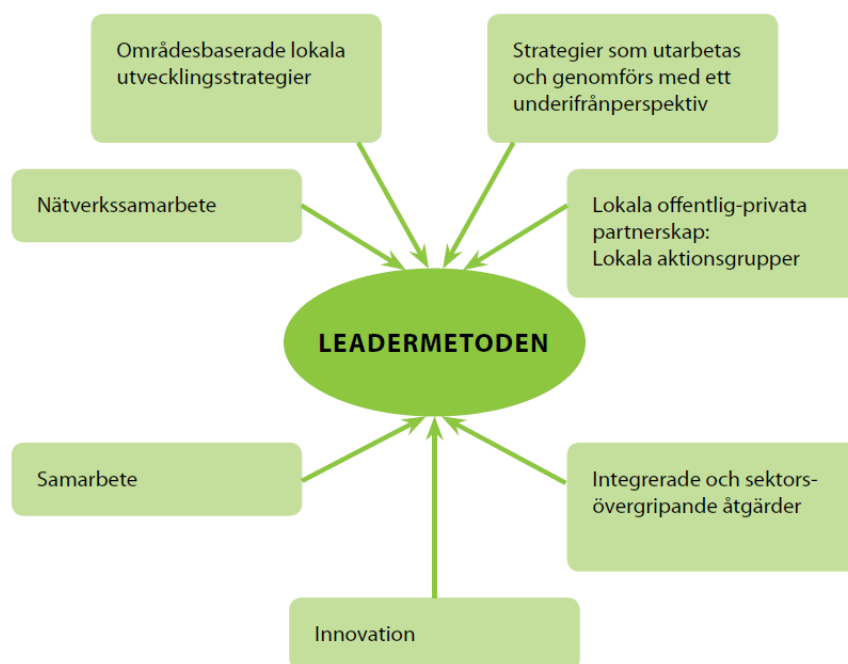 Områdesbaserade lokala
utvecklingsstrategier
Strategier som utarbetas
och genomförs med ett
underifrånperspektiv
Nätverkssamarbete
Lokala offentlig-privata
partnerskap:
Lokala aktionsgrupper
LEADERMETODEN
Samarbete
Integrerade och sektors-
övergripande åtgärder
Innovation